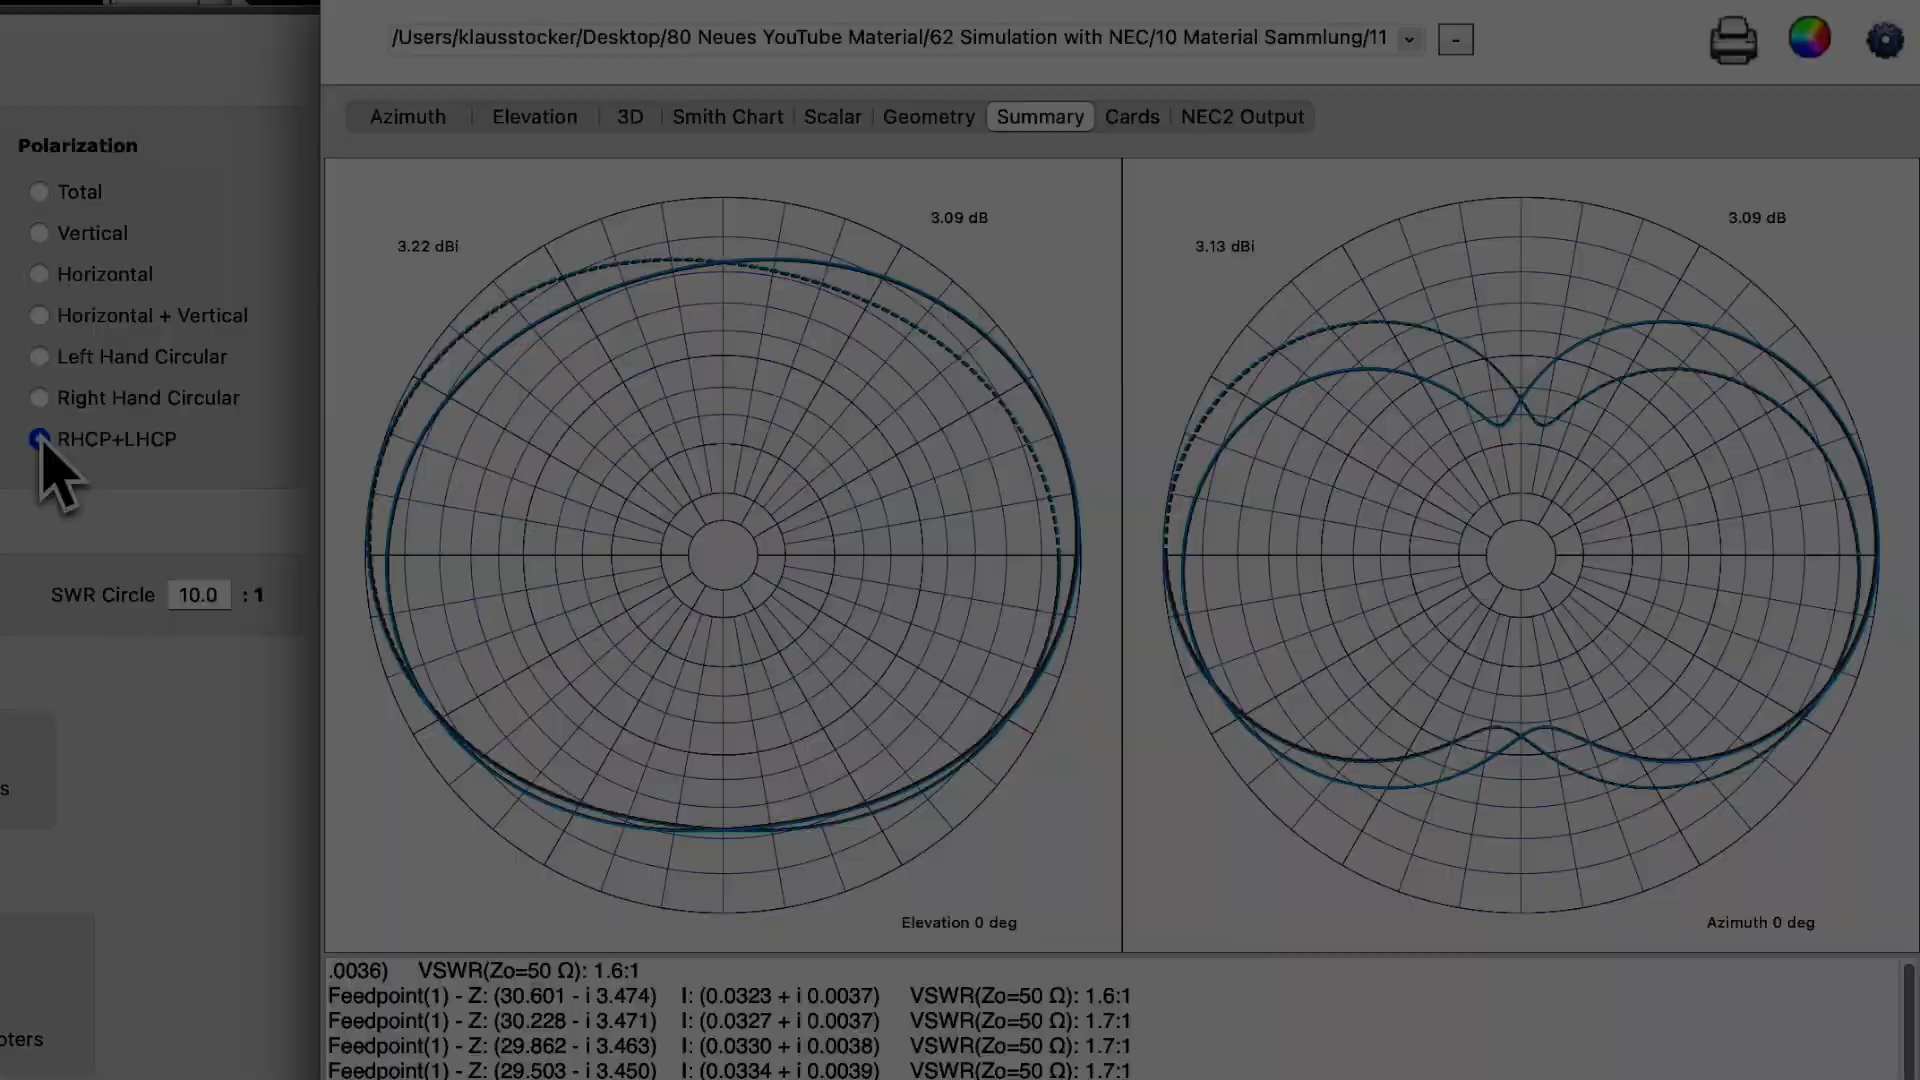 /Users/klausstocker/Desktop/80 Neues YouTube Material/62 Simulation with NEC/10 Material Sammlung/11
-
Azimuth Elevation 3D Smith Chart Scalar Geometry Summary Cards NEC2 Output
Polarization
Total
Vertical
Horizontal
Horizontal + Vertical
Left Hand Circular
Right Hand Circular
RHCP+LHCP
SWR Circle 10.0 : 1
s
oters
3.22 dBi
3.09 dB
Elevation 0 deg
3.13 dBi
3.09 dB
Azimuth 0 deg
.0036) VSWR(Zo=50 Ω): 1.6:1
Feedpoint(1) - Z: (30.601 - i 3.474) I: (0.0323 + i 0.0037) VSWR(Zo=50 Ω): 1.6:1
Feedpoint(1) - Z: (30.228 - i 3.471) I: (0.0327 + i 0.0037) VSWR(Zo=50 Ω): 1.7:1
Feedpoint(1) - Z: (29.862 - i 3.463) I: (0.0330 + i 0.0038) VSWR(Zo=50 Ω): 1.7:1
Feedpoint(1) - Z: (29.503 - i 3.450) I: (0.0334 + i 0.0039) VSWR(Zo=50 Ω): 1.7:1